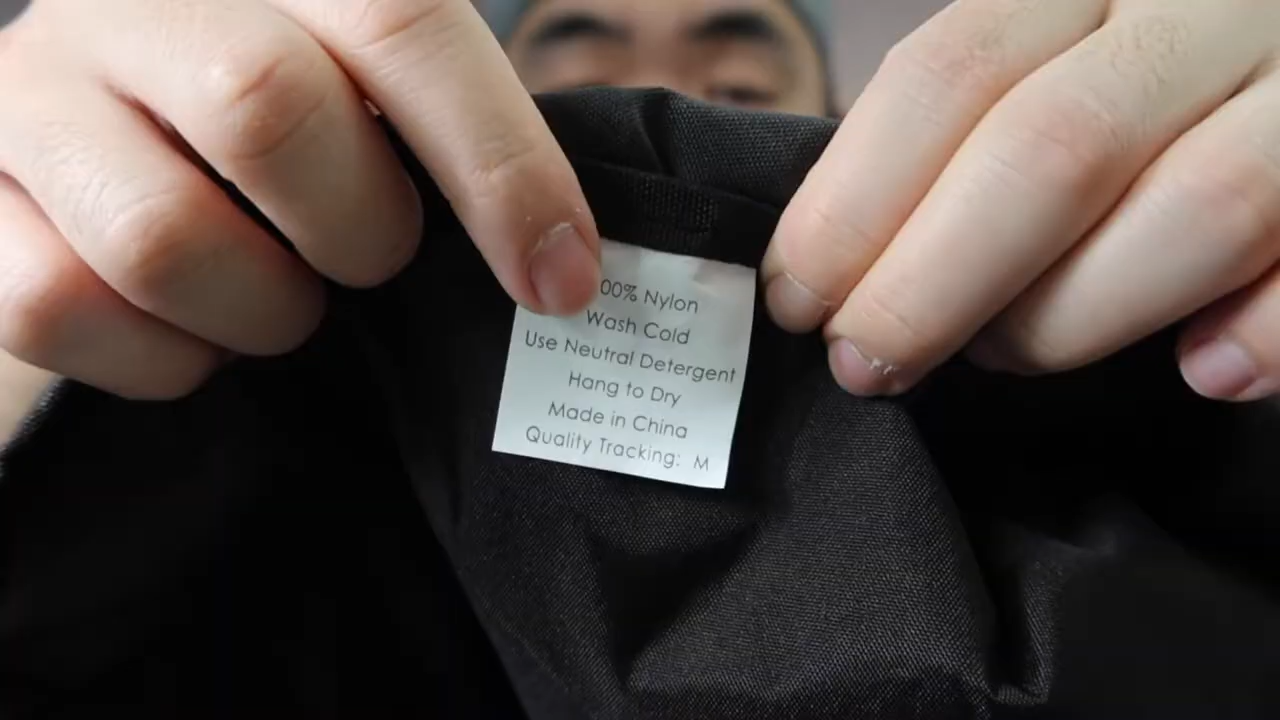 00% Nylon
Wash Cold
Use Neutral Detergent
Hang to Dry
Made in China
Quality Tracking: M